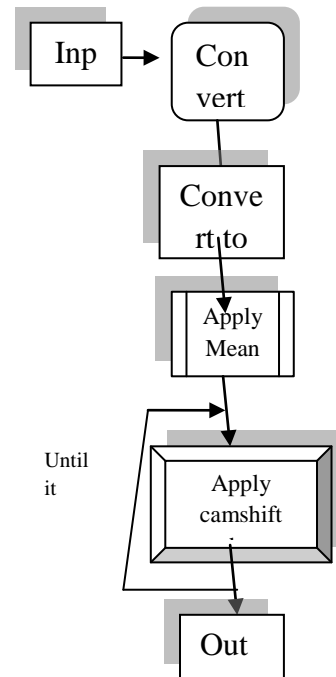 Inp
Con
vert
Conve
rt to
Apply
Mean
Until
it
Apply
camshift
.
Out